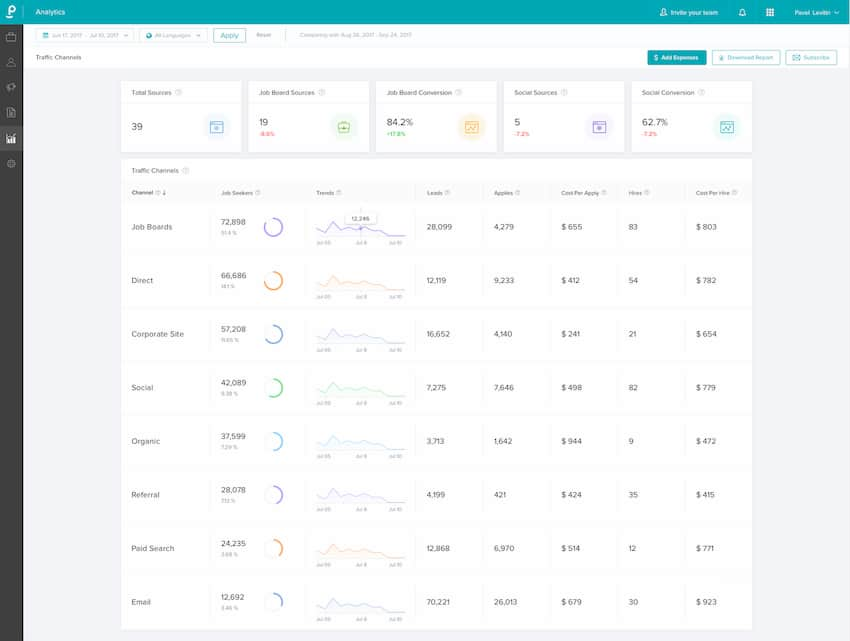 Analytics
Invite your team
Pavel Levitin
Jun 17, 2017 - Jul 10, 2017
All Languages
Apply
Reset
Comparing with Aug 26, 2017 - Sep 24, 2017
Traffic Channels
$ Add Expenses
Download Report
Subscribe
Total Sources
39
Job Board Sources
19
-8.6%
Job Board Conversion
84.2%
+17.8%
Social Sources
5
-7.2%
Social Conversion
62.7%
-7.2%
Traffic Channels
Channel Job Seekers Trends Leads Applies Cost Per Apply Hires Cost Per Hire
Job Boards 72,898 12,246 28,099 4,279 $ 655 83 $ 803
51.4 %
Jul 05 Jul 8 Jul 10
Direct 66,686 12,119 9,233 $ 412 54 $ 782
Jul 05 Jul 8 Jul 10
Corporate Site 57,208 16,652 4,140 $ 241 21 $ 654
11.65 %
Jul 05 Jul 8 Jul 10
Social 42,089 7,275 7,646 $ 498 82 $ 779
9.38 %
Jul 05 Jul 8 Jul 10
Organic 37,599 3,713 1,642 $ 944 9 $ 472
7.29 %
Jul 05 Jul 8 Jul 10
Referral 28,078 4,199 421 $ 424 35 $ 415
Jul 05 Jul 8 Jul 10
Paid Search 24,235 12,868 6,970 $ 514 12 $ 771
3.68 %
Jul 05 Jul 8 Jul 10
Email 12,692 70,221 26,013 $ 679 30 $ 923
3.46 %
Jul 05 Jul 8 Jul 10